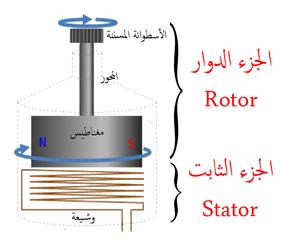 الأسطوانة المسننة
المحور
الجزء الدوار
Rotor
مغناطيس
N
S
الجزء الثابت
Stator
وشيعة